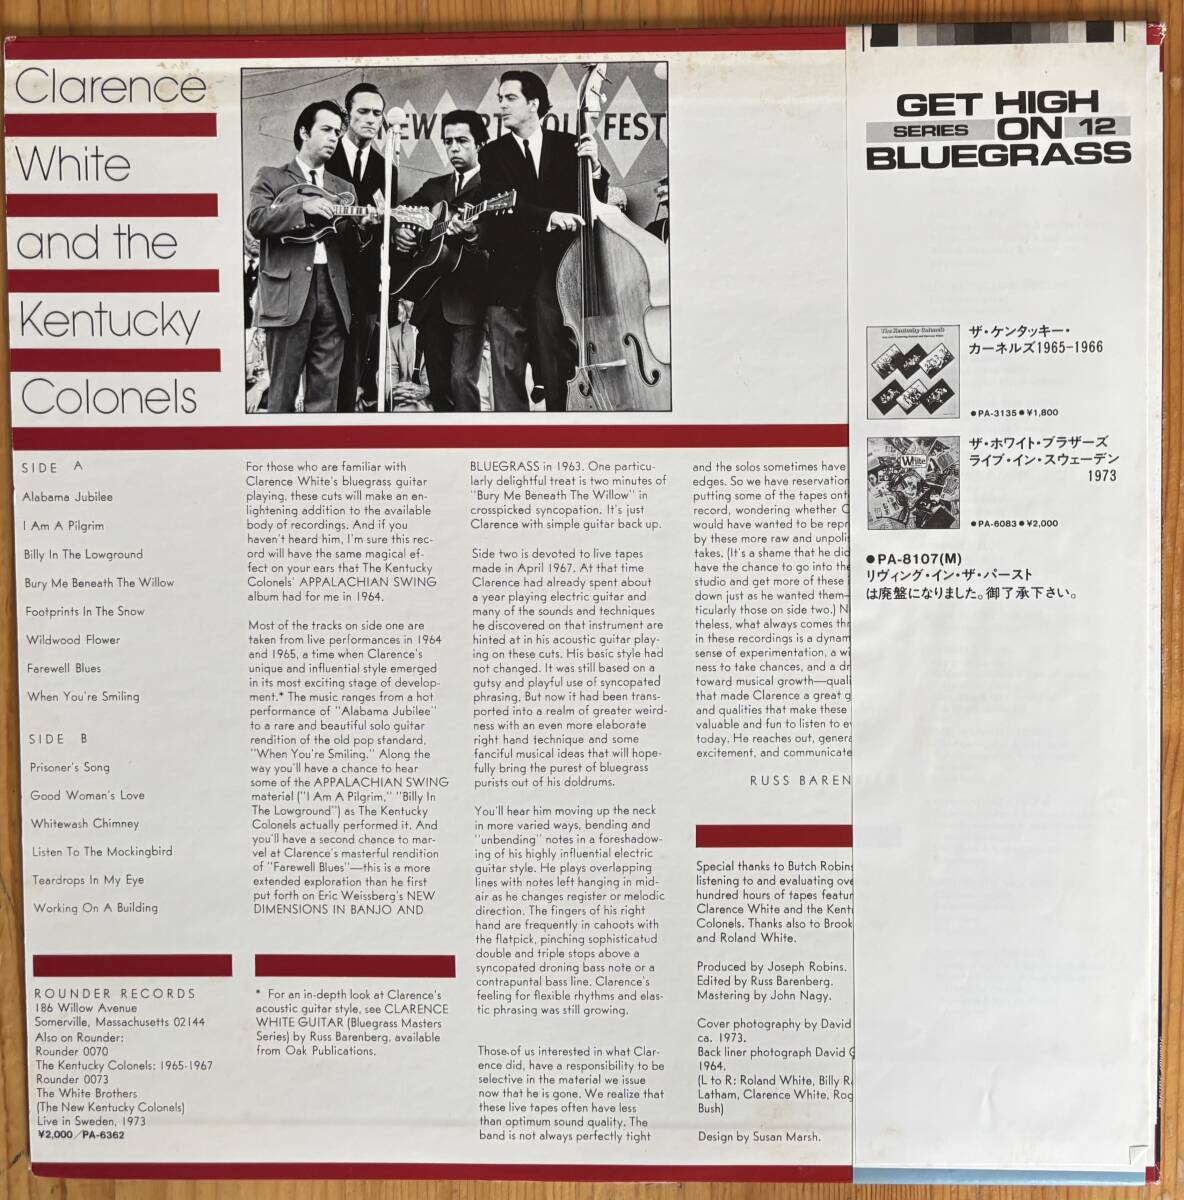 Clarence
White
and the
Kentucky
Colonels
FEST
SIDE A
Alabama Jubilee
I Am A Pilgrim
Billy In The Lowground
Bury Me Beneath The Willow
Footprints In The Snow
Wildwood Flower
Farewell Blues
When You're Smiling
SIDE B
Prisoner's Song
Good Woman's Love
Whitewash Chimney
Listen To The Mockingbird
Teardrops In My Eye
Working On A Building
ROUNDER RECORDS
186 Willow Avenue
Somerville, Massachusetts 02144
Also on Rounder:
Rounder 0070
The Kentucky Colonels: 1965-1967
Rounder 0073
The White Brothers
(The New Kentucky Colonels)
Live in Sweden, 1973
¥2,000/PA-6362
For those who are familiar with
Clarence White's bluegrass guitar
playing, these cuts will make an en-
lightening addition to the available
body of recordings. And if you
haven't heard him, I'm sure this rec-
ord will have the same magical ef-
fect on your ears that The Kentucky
Colonels' APPALACHIAN SWING
album had for me in 1964.
Most of the tracks on side one are
taken from live performances in 1964
and 1965, a time when Clarence's
unique and influential style emerged
in its most exciting stage of develop-
ment.* The music ranges from a hot
performance of "Alabama Jubilee"
to a rare and beautiful solo guitar
rendition of the old pop standard,
"When You're Smiling." Along the
way you'll have a chance to hear
some of the APPALACHIAN SWING
material ("I Am A Pilgrim," "Billy In
The Lowground") as The Kentucky
Colonels actually performed it. And
you'll have a second chance to mar-
vel at Clarence's masterful rendition
of "Farewell Blues"—this is a more
extended exploration than he first
put forth on Eric Weissberg's NEW
DIMENSIONS IN BANJO AND
* For an in-depth look at Clarence's
acoustic guitar style, see CLARENCE
WHITE GUITAR (Bluegrass Masters
Series) by Russ Barenberg, available
from Oak Publications.
BLUEGRASS in 1963. One particu-
larly delightful treat is two minutes of
"Bury Me Beneath The Willow" in
crosspicked syncopation. It's just
Clarence with simple guitar back up.
Side two is devoted to live tapes
made in April 1967. At that time
Clarence had already spent about
a year playing electric guitar and
many of the sounds and techniques
he discovered on that instrument are
hinted at in his acoustic guitar play-
ing on these cuts. His basic style had
not changed. It was still based on a
gutsy and playful use of syncopated
phrasing. But now it had been trans-
ported into a realm of greater weird-
ness with an even more elaborate
right hand technique and some
fanciful musical ideas that will hope-
fully bring the purest of bluegrass
purists out of his doldrums.
You'll hear him moving up the neck
in more varied ways, bending and
"unbending" notes in a foreshadow-
ing of his highly influential electric
guitar style. He plays overlapping
lines with notes left hanging in mid-
air as he changes register or melodic
direction. The fingers of his right
hand are frequently in cahoots with
the flatpick, pinching sophisticated
double and triple stops above a
syncopated droning bass note or a
contrapuntal bass line. Clarence's
feeling for flexible rhythms and elas-
tic phrasing was still growing.
Those of us interested in what Clar-
ence did, have a responsibility to be
selective in the material we issue
now that he is gone. We realize that
these live tapes often have less
than optimum sound quality. The
band is not always perfectly tight
and the solos sometimes have
edges. So we have reservation
putting some of the tapes ont
record, wondering whether C
would have wanted to be repr
by these more raw and unpoli
takes. (It's a shame that he did
have the chance to go into the
studio and get more of these
down just as he wanted them—
ticularly those on side two.) N
theless, what always comes thr
in these recordings is a dynam
sense of experimentation, a wi
ness to take chances, and a dr
toward musical growth—quali
that made Clarence a great g
and qualities that make these
valuable and fun to listen to ev
today. He reaches out, genera
excitement, and communicate
RUSS BAREN
Special thanks to Butch Robins
listening to and evaluating ove
hundred hours of tapes featur
Clarence White and the Kent
Colonels. Thanks also to Brook
and Roland White.
Produced by Joseph Robins.
Edited by Russ Barenberg.
Mastering by John Nagy.
Cover photography by David
ca. 1973.
Back liner photograph David G
1964.
(L to R: Roland White, Billy R
Latham, Clarence White, Rog
Bush)
Design by Susan Marsh.
GET HIGH
SERIES ON 12
BLUEGRASS
The Kentucky Colonels
ザ・ケンタッキー・
カーネルズ1965-1966
●PA-3135●¥1,800
White
ザ・ホワイト・ブラザーズ
ライブ・イン・スウェーデン
1973
●PA-6083●¥2,000
●PA-8107(M)
リヴィング・イン・ザ・パースト
は廃盤になりました。御了承下さい。